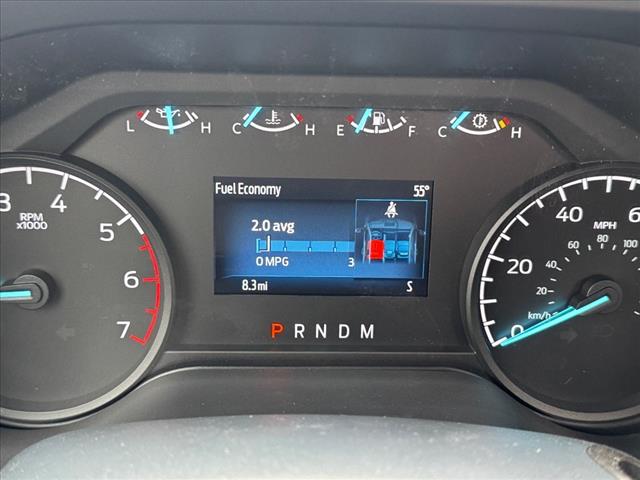 L H C H E F C H
3 4 5 6 7
RPM
x1000
Fuel Economy 55°
2.0 avg
0 MPG 3
8.3 mi S
P R N D M
0 20 40 6
MPH
20 40 60 80 100
km/h